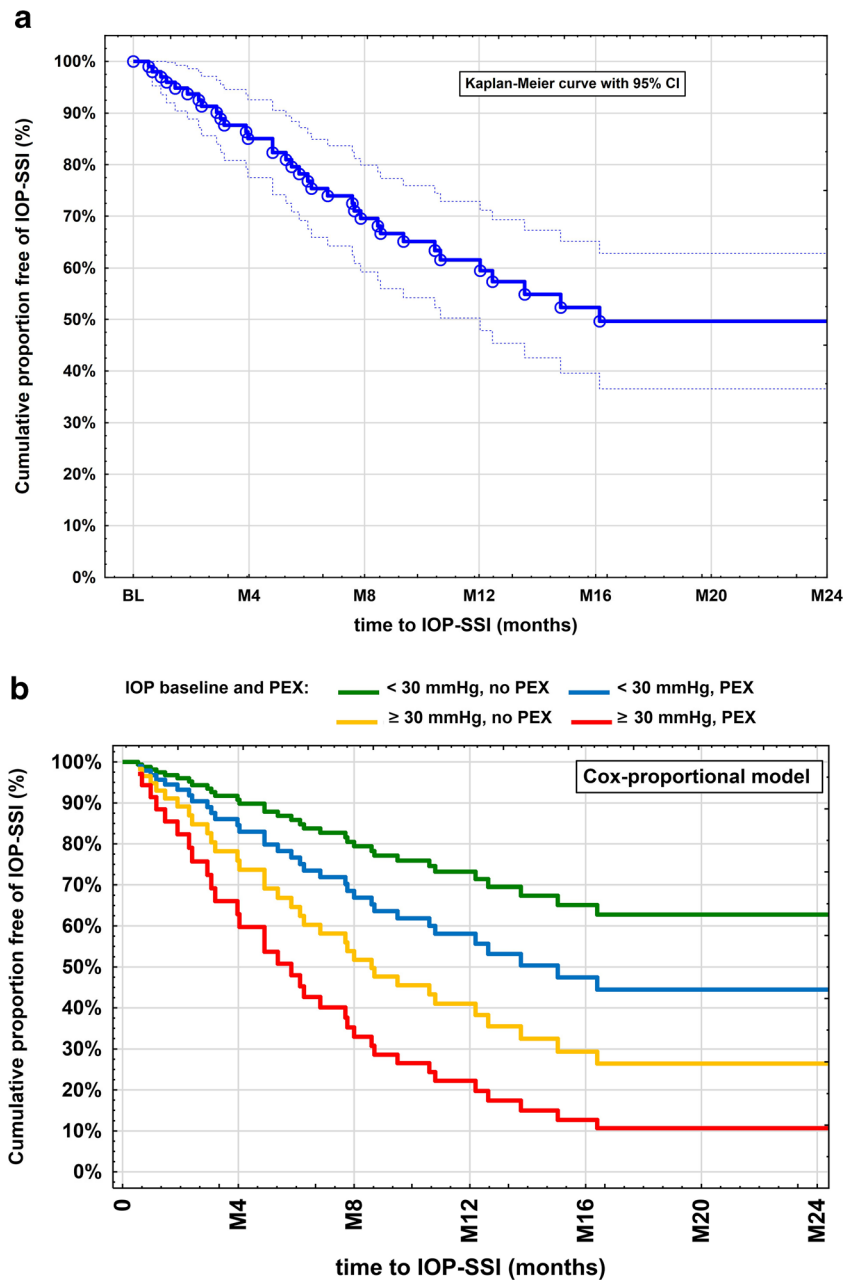 a
100%
90%
80%
70%
60%
50%
40%
30%
20%
10%
0%
Cumulative proportion free of IOP-SSI (%)
Kaplan-Meier curve with 95% CI
BL M4 M8 M12 M16 M20 M24
time to IOP-SSI (months)
b
IOP baseline and PEX: < 30 mmHg, no PEX < 30 mmHg, PEX
≥ 30 mmHg, no PEX ≥ 30 mmHg, PEX
100%
90%
80%
70%
60%
50%
40%
30%
20%
10%
0%
Cumulative proportion free of IOP-SSI (%)
Cox-proportional model
0 M4 M8 M12 M16 M20 M24
time to IOP-SSI (months)